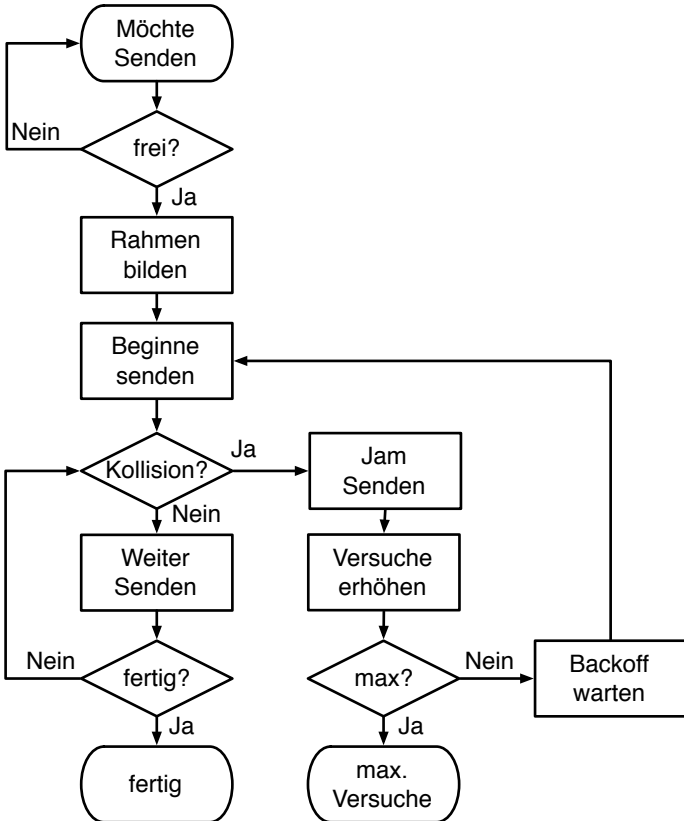 Möchte
Senden
Nein
frei?
Ja
Rahmen
bilden
Beginne
senden
Kollision?
Ja
Jam
Senden
Nein
Weiter
Senden
Versuche
erhöhen
Nein
fertig?
max?
Nein
Backoff
warten
Ja
Ja
fertig
max.
Versuche